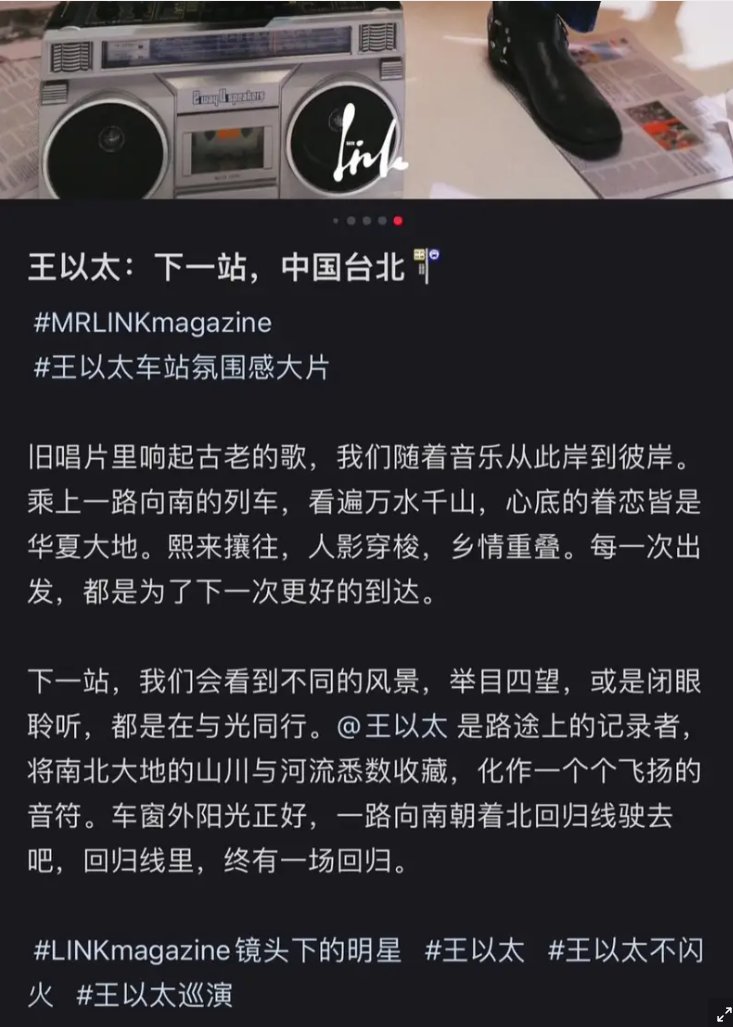 2way 4 speakers
Link
王以太：下一站，中国台北
#MRLINKmagazine
#王以太车站氛围感大片
旧唱片里响起古老的歌，我们随着音乐从此岸到彼岸。
乘上一路向南的列车，看遍万水千山，心底的眷恋皆是
华夏大地。熙来攘往，人影穿梭，乡情重叠。每一次出
发，都是为了下一次更好的到达。
下一站，我们会看到不同的风景，举目四望，或是闭眼
聆听，都是在与光同行。@王以太 是路途上的记录者，
将南北大地的山川与河流悉数收藏，化作一个个飞扬的
音符。车窗外阳光正好，一路向南朝着北回归线驶去
吧，回归线里，终有一场回归。
#LINKmagazine镜头下的明星 #王以太 #王以太不闪
火 #王以太巡演